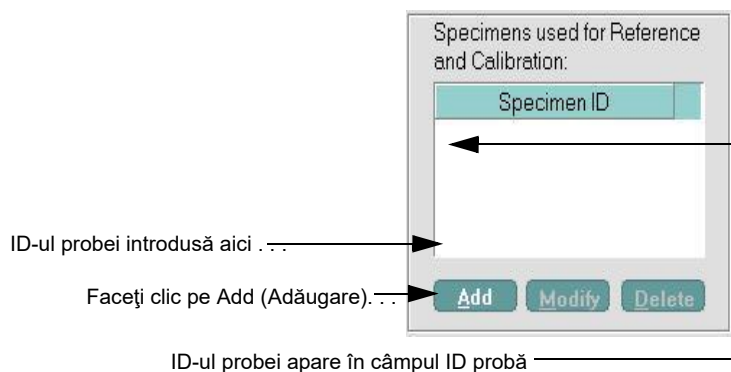 Specimens used for Reference
and Calibration:
Specimen ID
ID-ul probei introdusă aici . . .
Add Modify Delete
Faceţi clic pe Add (Adăugare). . .
ID-ul probei apare în câmpul ID probă